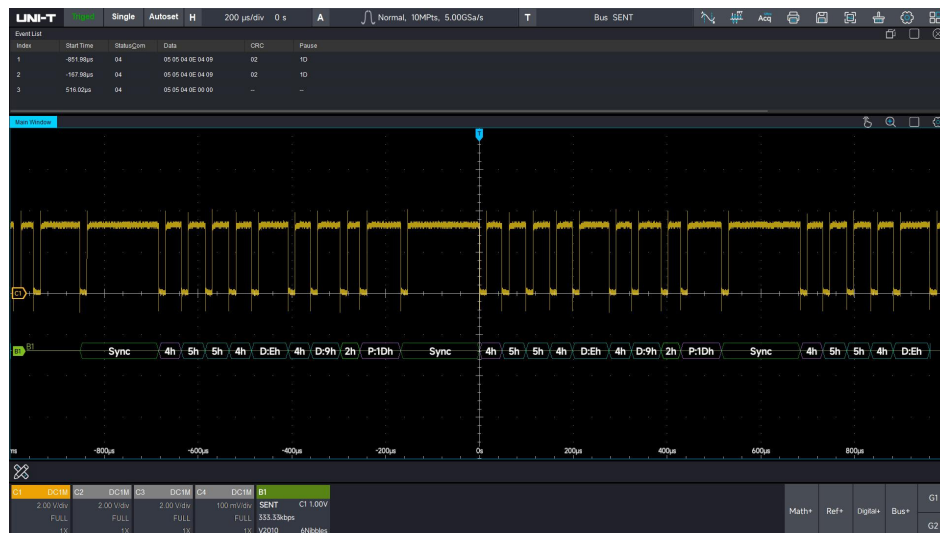 UNI-T Triged Single Autoset H 200 μs/div 0 s A Normal, 10MPts, 5.00GSa/s T Bus SENT Acq
Event List
Index Start Time Status&Com Data CRC Pause
1 -851.98μs 04 05 05 04 0E 04 09 02 1D
2 -167.98μs 04 05 05 04 0E 04 09 02 1D
3 516.02μs 04 05 05 04 0E 00 00 -- --
Main Window
T
C1
B1 B1 Sync 4h 5h 5h 4h D:Eh 4h D:9h 2h P:1Dh Sync 4h 5h 5h 4h D:Eh 4h D:9h 2h P:1Dh Sync 4h 5h 5h 4h D:Eh
ms -800μs -600μs -400μs -200μs 0s 200μs 400μs 600μs 800μs
C1 DC1M C2 DC1M C3 DC1M C4 DC1M B1
2.00 V/div 2.00 V/div 2.00 V/div 100 mV/div SENT C1 1.00V Math+ Ref+ Digital+ Bus+ G1
FULL FULL FULL FULL 333.33kbps
1X 1X 1X 1X V2010 6Nibbles G2